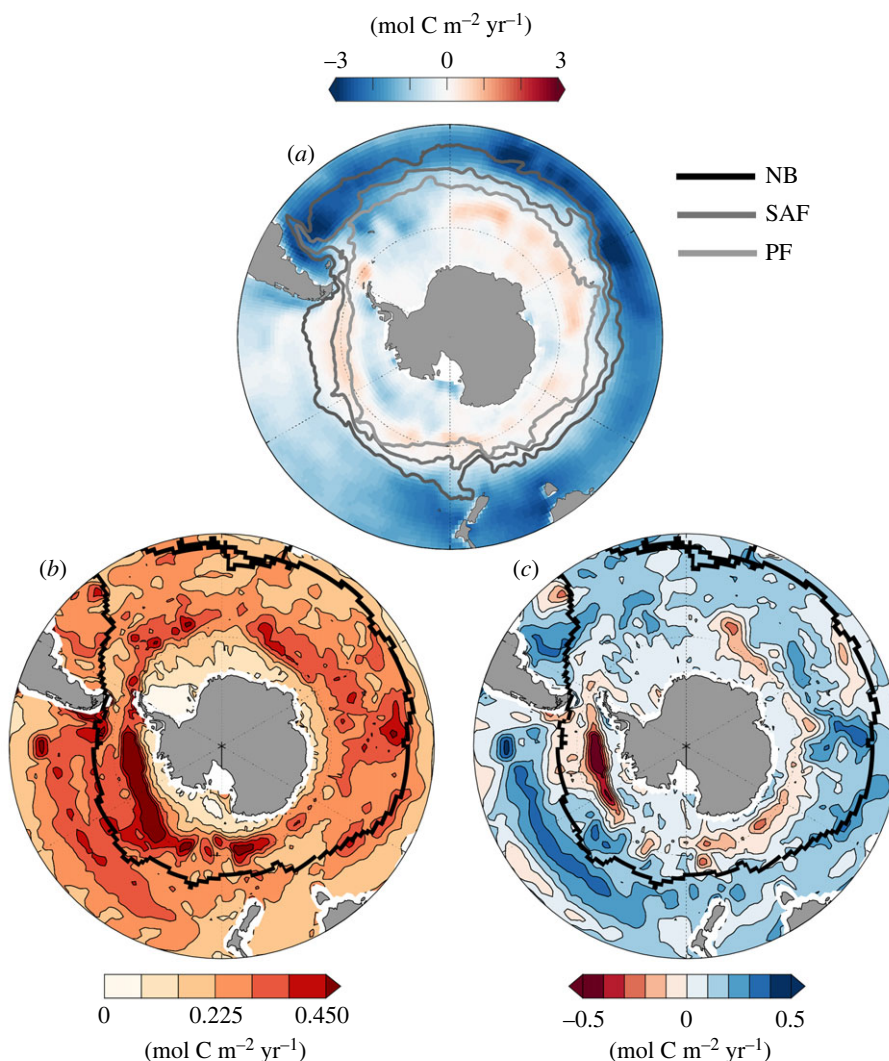 (mol C m⁻² yr⁻¹)
−3 0 3
(a)
NB
SAF
PF
(b)
(c)
0 0.225 0.450
(mol C m⁻² yr⁻¹)
−0.5 0 0.5
(mol C m⁻² yr⁻¹)